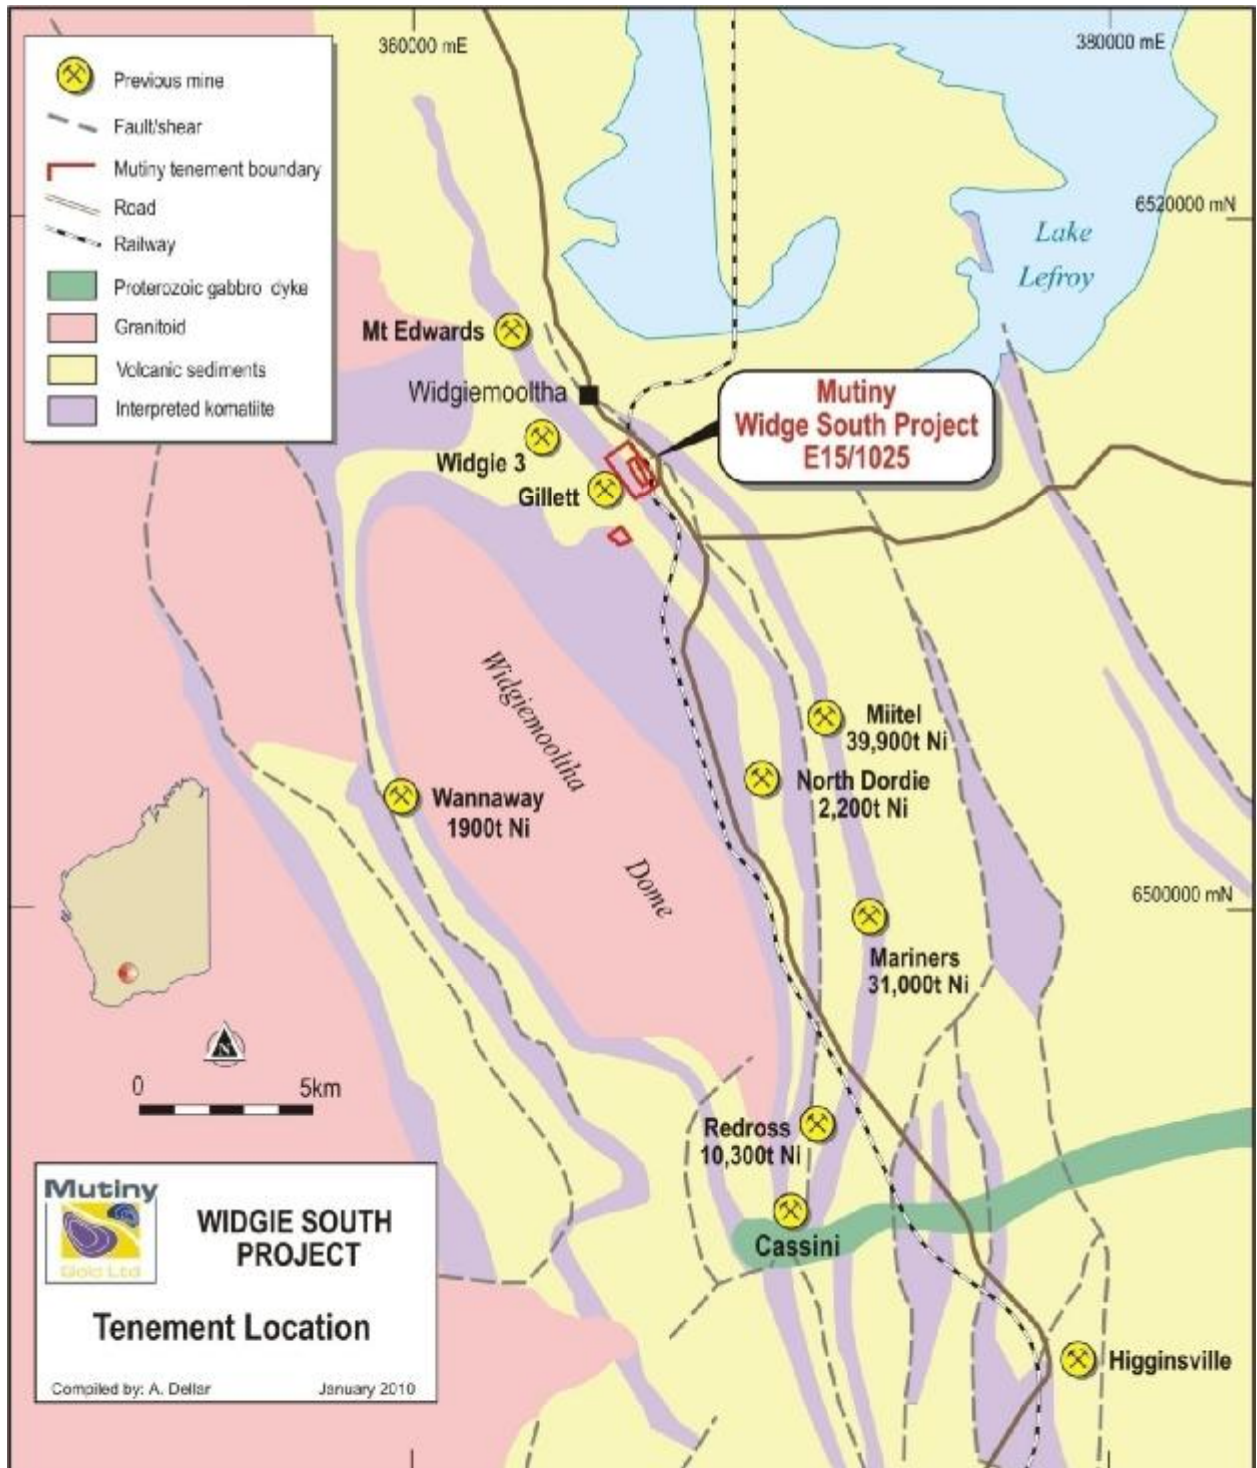 360000 mE
380000 mE
Previous mine
Fault/shear
Mutiny tenement boundary
Road
Railway
Proterozoic gabbro dyke
Granitoid
Volcanic sediments
Interpreted komatiite
6520000 mN
Lake
Lefroy
Mt Edwards
Widgiemooltha
Mutiny
Widge South Project
E15/1025
Widgie 3
Gillett
Widgiemooltha
Dome
Miitel
39,900t Ni
North Dordie
2,200t Ni
Wannaway
1900t Ni
6500000 mN
Mariners
31,000t Ni
N
0 5km
Redross
10,300t Ni
Cassini
Higginsville
Mutiny
Gold Ltd
WIDGIE SOUTH
PROJECT
Tenement Location
Compiled by: A. Dellar January 2010